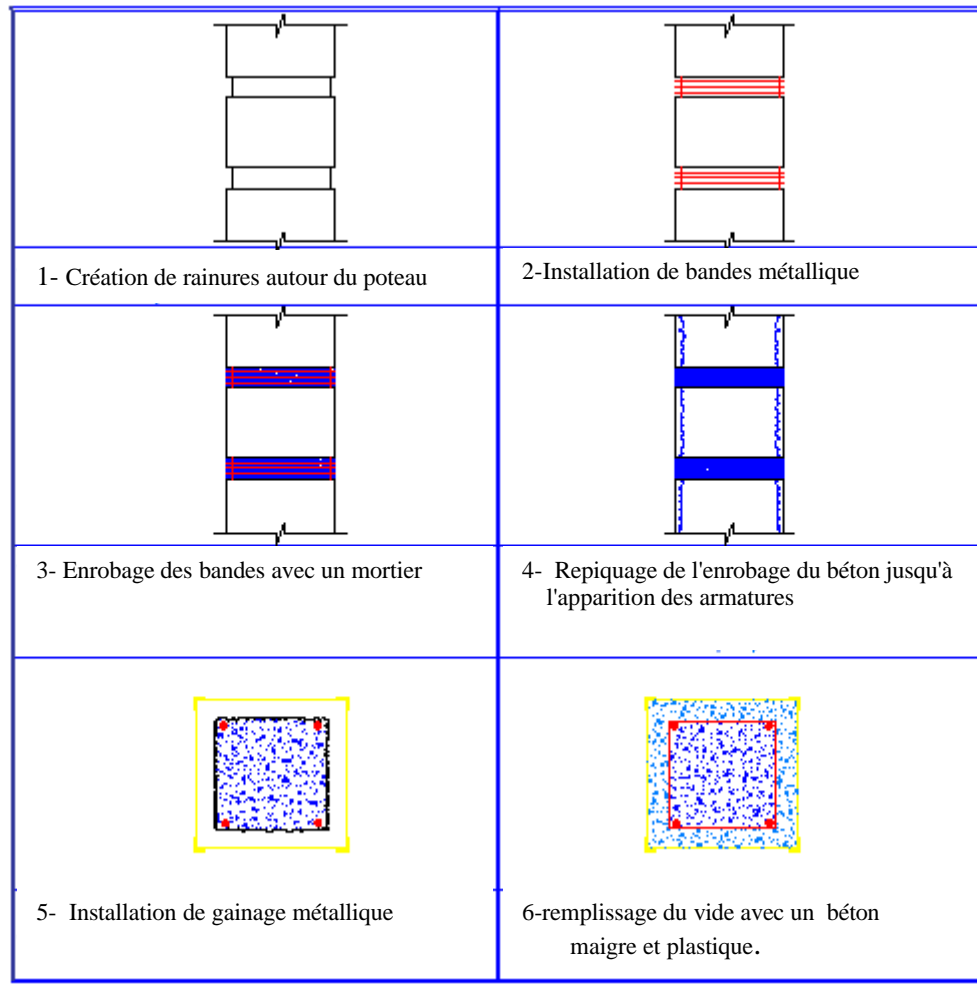 1- Création de rainures autour du poteau
2-Installation de bandes métallique
3- Enrobage des bandes avec un mortier
4- Repiquage de l'enrobage du béton jusqu'à
l'apparition des armatures
5- Installation de gainage métallique
6-remplissage du vide avec un béton
maigre et plastique.